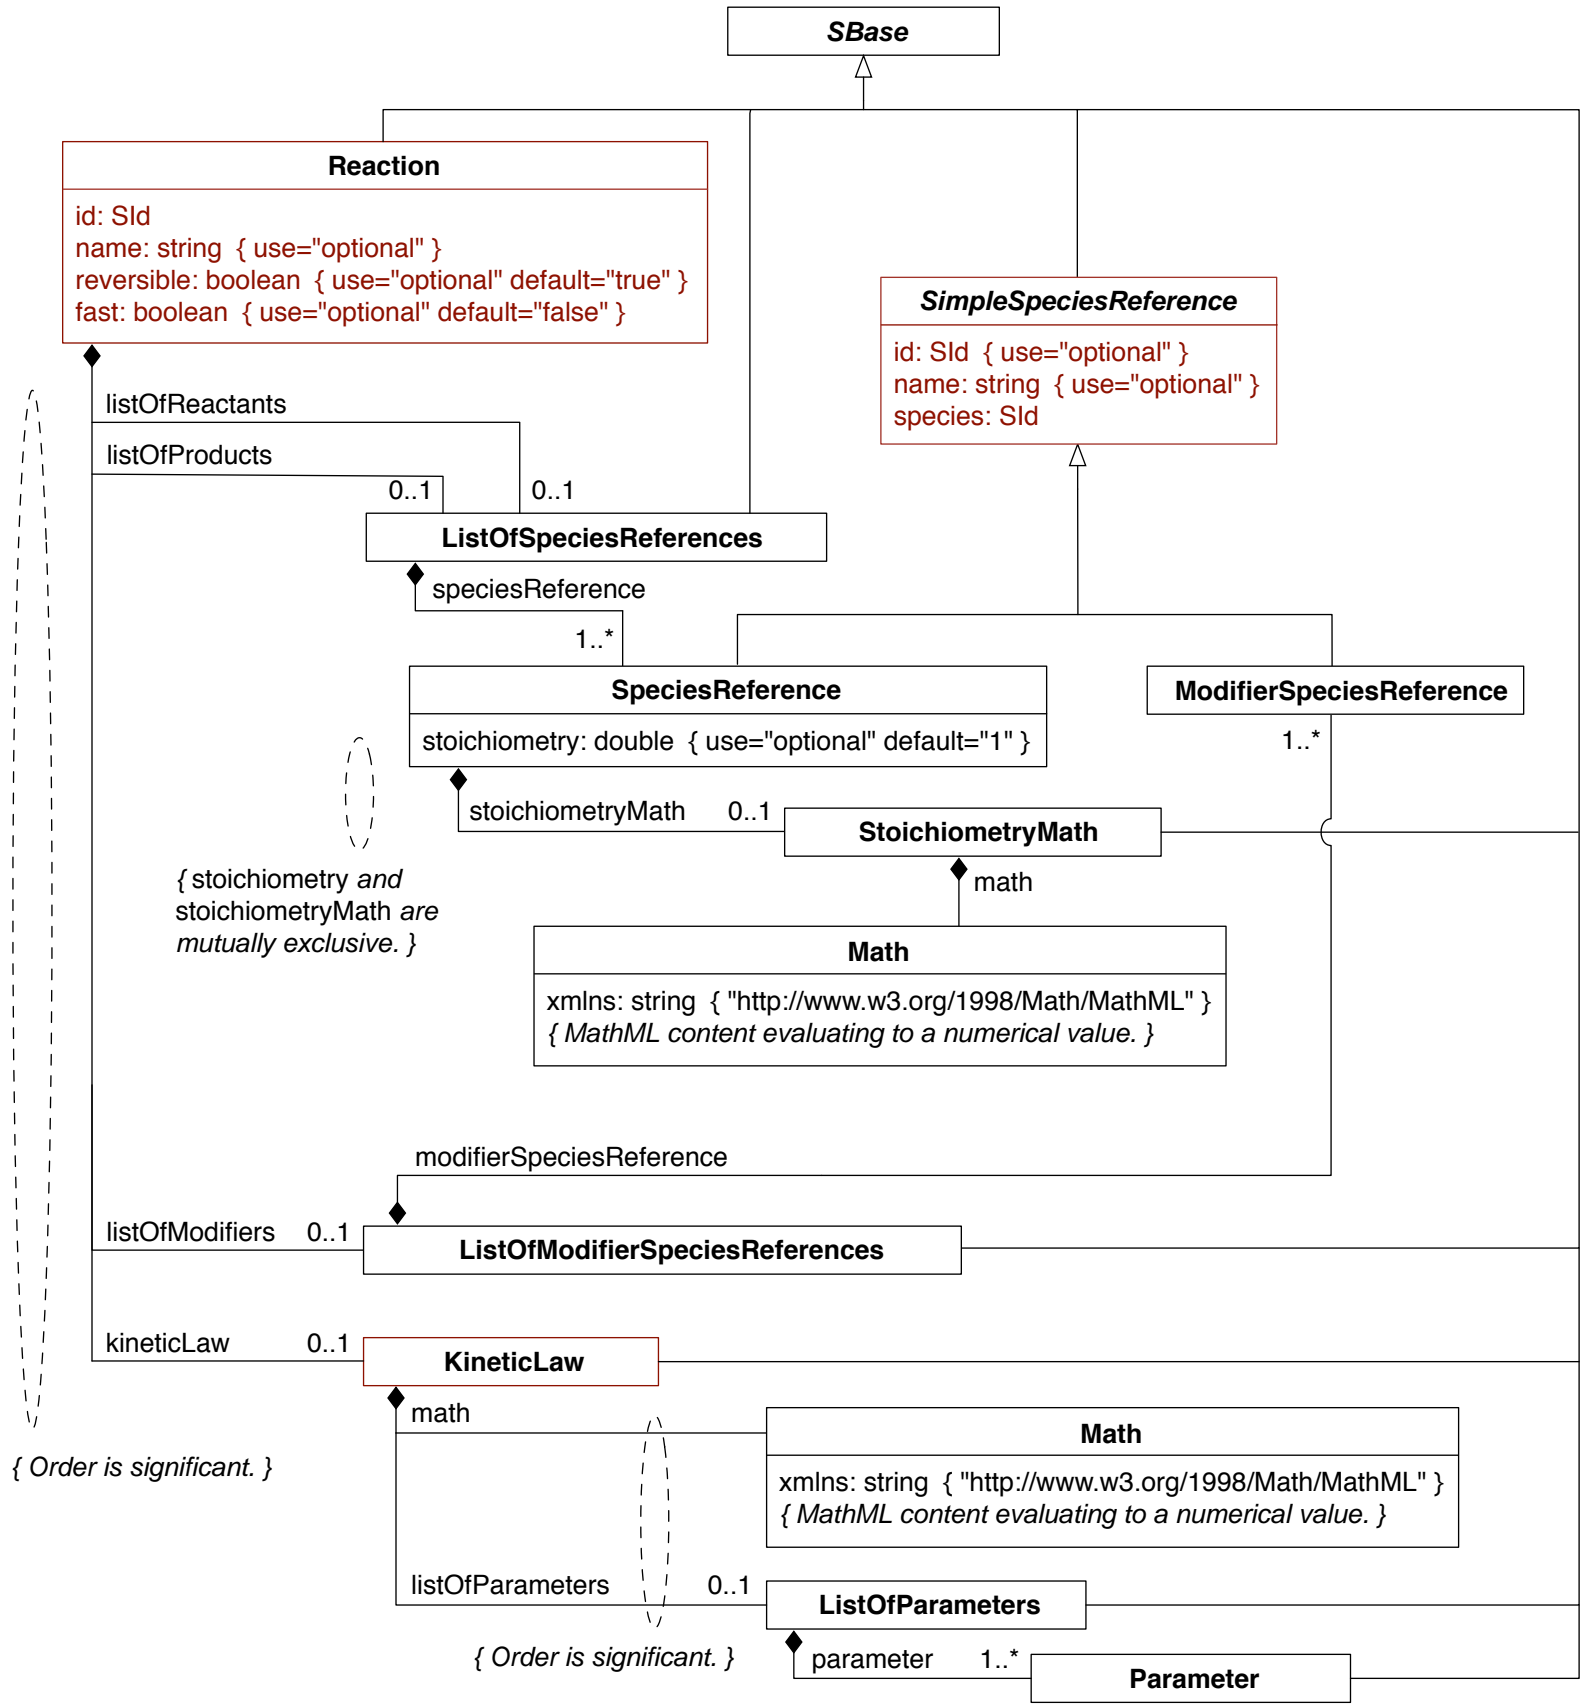 SBase
Reaction
id: SId
name: string { use="optional" }
reversible: boolean { use="optional" default="true" }
fast: boolean { use="optional" default="false" }
SimpleSpeciesReference
id: SId { use="optional" }
name: string { use="optional" }
species: SId
listOfReactants
listOfProducts
0..1
0..1
ListOfSpeciesReferences
speciesReference
1..*
SpeciesReference
stoichiometry: double { use="optional" default="1" }
ModifierSpeciesReference
1..*
stoichiometryMath
0..1
StoichiometryMath
{ stoichiometry and
stoichiometryMath are
mutually exclusive. }
math
Math
xmlns: string { "http://www.w3.org/1998/Math/MathML" }
{ MathML content evaluating to a numerical value. }
modifierSpeciesReference
listOfModifiers
0..1
ListOfModifierSpeciesReferences
kineticLaw
0..1
KineticLaw
math
Math
xmlns: string { "http://www.w3.org/1998/Math/MathML" }
{ MathML content evaluating to a numerical value. }
{ Order is significant. }
listOfParameters
0..1
ListOfParameters
{ Order is significant. }
parameter
1..*
Parameter